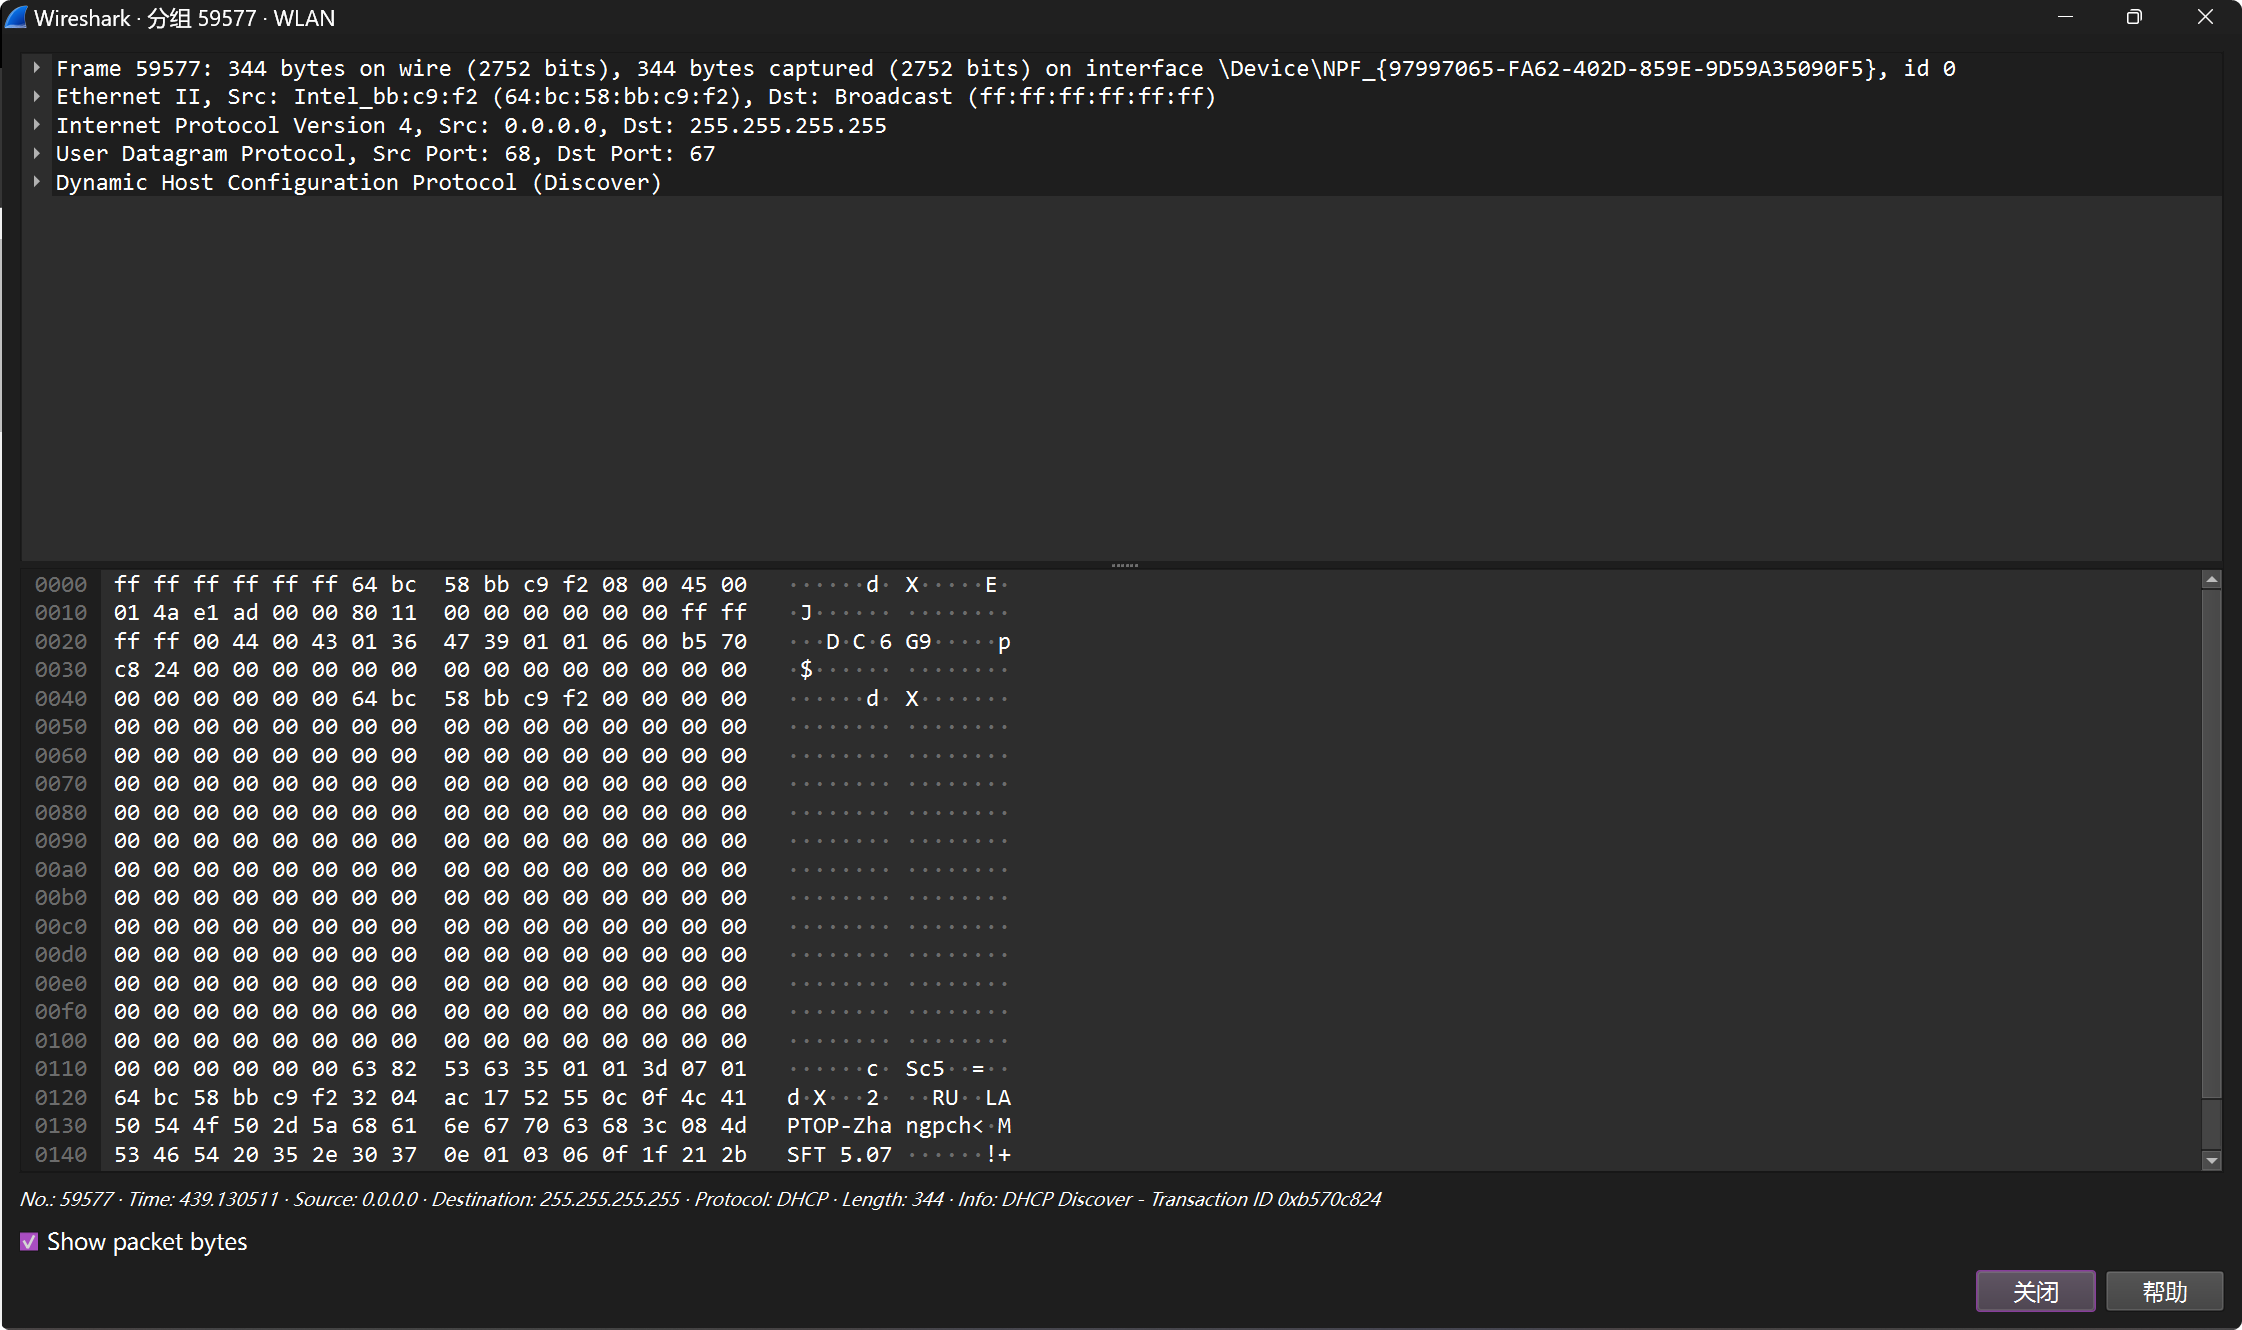 Wireshark · 分组 59577 · WLAN
Frame 59577: 344 bytes on wire (2752 bits), 344 bytes captured (2752 bits) on interface \Device\NPF_{97997065-FA62-402D-859E-9D59A35090F5}, id 0
Ethernet II, Src: Intel_bb:c9:f2 (64:bc:58:bb:c9:f2), Dst: Broadcast (ff:ff:ff:ff:ff:ff)
Internet Protocol Version 4, Src: 0.0.0.0, Dst: 255.255.255.255
User Datagram Protocol, Src Port: 68, Dst Port: 67
Dynamic Host Configuration Protocol (Discover)
0000 ff ff ff ff ff ff 64 bc 58 bb c9 f2 08 00 45 00 ······d· X·····E·
0010 01 4a e1 ad 00 00 80 11 00 00 00 00 00 00 ff ff ·J······ ········
0020 ff ff 00 44 00 43 01 36 47 39 01 01 06 00 b5 70 ···D·C·6 G9·····p
0030 c8 24 00 00 00 00 00 00 00 00 00 00 00 00 00 00 ·$······ ········
0040 00 00 00 00 00 00 64 bc 58 bb c9 f2 00 00 00 00 ······d· X·······
0050 00 00 00 00 00 00 00 00 00 00 00 00 00 00 00 00 ········ ········
0060 00 00 00 00 00 00 00 00 00 00 00 00 00 00 00 00 ········ ········
0070 00 00 00 00 00 00 00 00 00 00 00 00 00 00 00 00 ········ ········
0080 00 00 00 00 00 00 00 00 00 00 00 00 00 00 00 00 ········ ········
0090 00 00 00 00 00 00 00 00 00 00 00 00 00 00 00 00 ········ ········
00a0 00 00 00 00 00 00 00 00 00 00 00 00 00 00 00 00 ········ ········
00b0 00 00 00 00 00 00 00 00 00 00 00 00 00 00 00 00 ········ ········
00c0 00 00 00 00 00 00 00 00 00 00 00 00 00 00 00 00 ········ ········
00d0 00 00 00 00 00 00 00 00 00 00 00 00 00 00 00 00 ········ ········
00e0 00 00 00 00 00 00 00 00 00 00 00 00 00 00 00 00 ········ ········
00f0 00 00 00 00 00 00 00 00 00 00 00 00 00 00 00 00 ········ ········
0100 00 00 00 00 00 00 00 00 00 00 00 00 00 00 00 00 ········ ········
0110 00 00 00 00 00 00 63 82 53 63 35 01 01 3d 07 01 ······c· Sc5··=··
0120 64 bc 58 bb c9 f2 32 04 ac 17 52 55 0c 0f 4c 41 d·X···2· ··RU··LA
0130 50 54 4f 50 2d 5a 68 61 6e 67 70 63 68 3c 08 4d PTOP-Zha ngpch<·M
0140 53 46 54 20 35 2e 30 37 0e 01 03 06 0f 1f 21 2b SFT 5.07 ······!+
No.: 59577 · Time: 439.130511 · Source: 0.0.0.0 · Destination: 255.255.255.255 · Protocol: DHCP · Length: 344 · Info: DHCP Discover - Transaction ID 0xb570c824
Show packet bytes
关闭 帮助